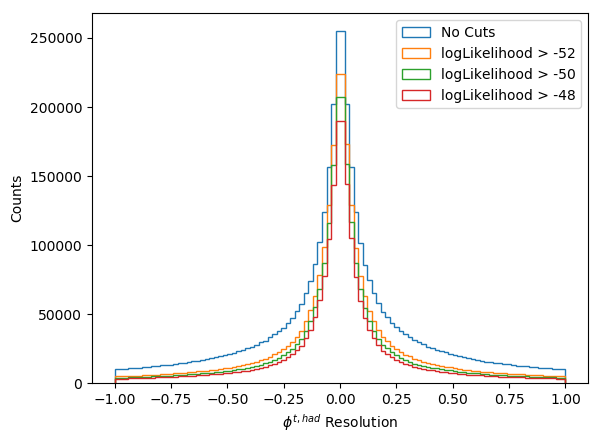 No Cuts
logLikelihood > -52
logLikelihood > -50
logLikelihood > -48
Counts
250000
200000
150000
100000
50000
0
−1.00 −0.75 −0.50 −0.25 0.00 0.25 0.50 0.75 1.00
ϕ^{t, had} Resolution